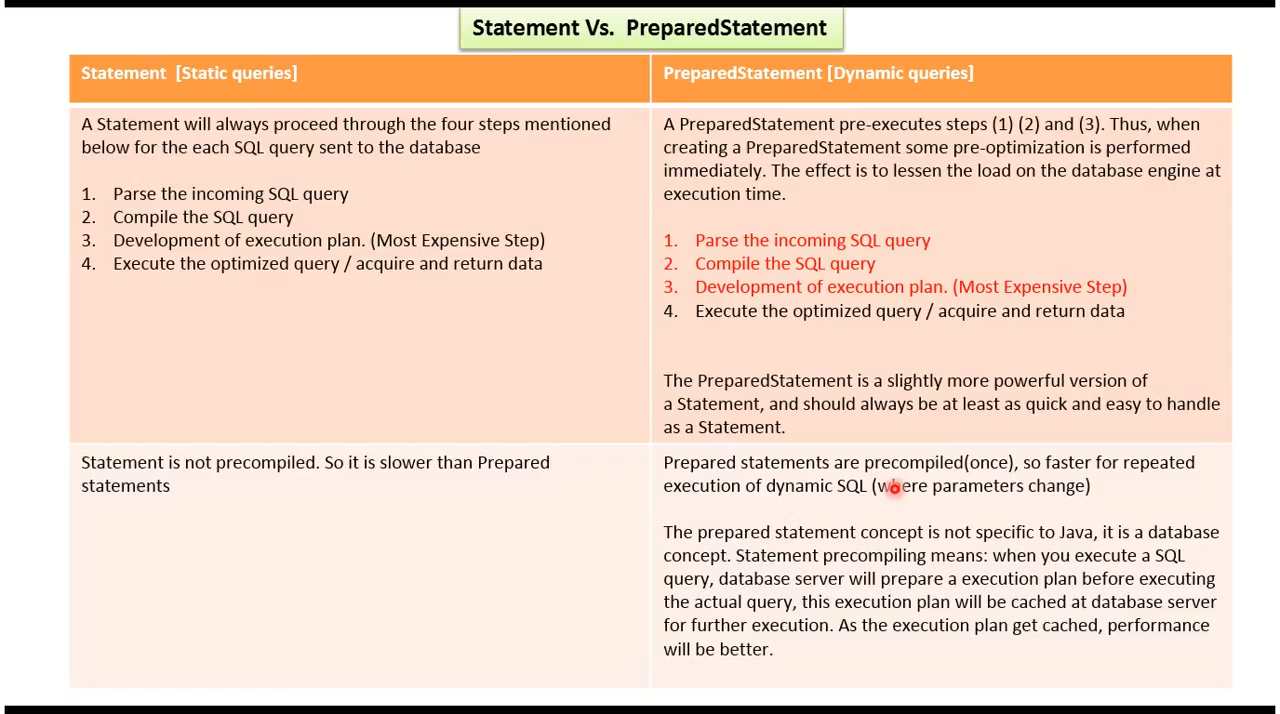 Statement Vs. PreparedStatement
Statement [Static queries]
PreparedStatement [Dynamic queries]
A Statement will always proceed through the four steps mentioned
below for the each SQL query sent to the database
1. Parse the incoming SQL query
2. Compile the SQL query
3. Development of execution plan. (Most Expensive Step)
4. Execute the optimized query / acquire and return data
A PreparedStatement pre-executes steps (1) (2) and (3). Thus, when
creating a PreparedStatement some pre-optimization is performed
immediately. The effect is to lessen the load on the database engine at
execution time.
1. Parse the incoming SQL query
2. Compile the SQL query
3. Development of execution plan. (Most Expensive Step)
4. Execute the optimized query / acquire and return data
The PreparedStatement is a slightly more powerful version of
a Statement, and should always be at least as quick and easy to handle
as a Statement.
Statement is not precompiled. So it is slower than Prepared
statements
Prepared statements are precompiled(once), so faster for repeated
execution of dynamic SQL (where parameters change)
The prepared statement concept is not specific to Java, it is a database
concept. Statement precompiling means: when you execute a SQL
query, database server will prepare a execution plan before executing
the actual query, this execution plan will be cached at database server
for further execution. As the execution plan get cached, performance
will be better.